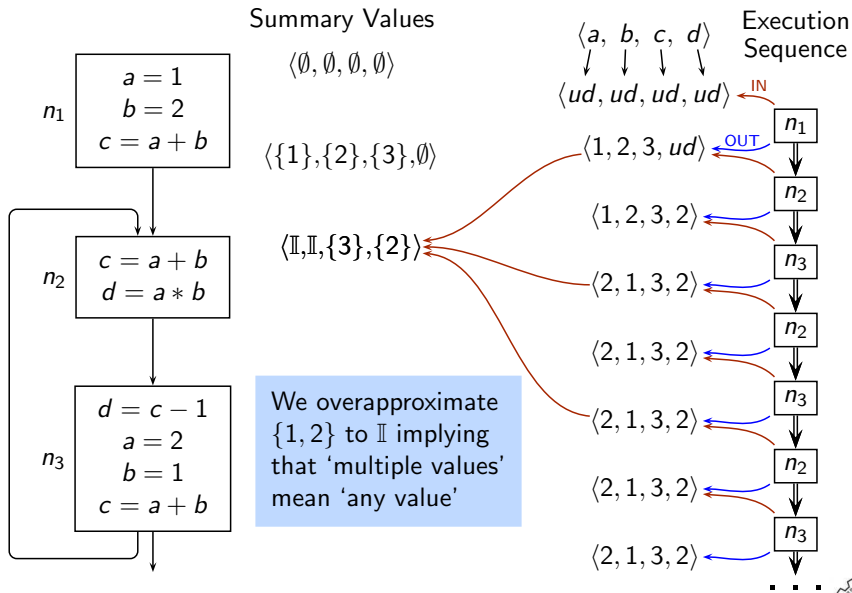 Summary Values
⟨a, b, c, d⟩
Execution
Sequence
n1
a = 1
b = 2
c = a + b
⟨∅, ∅, ∅, ∅⟩
⟨ud, ud, ud, ud⟩
IN
n1
⟨{1},{2},{3},∅⟩
⟨1, 2, 3, ud⟩
OUT
n2
⟨1, 2, 3, 2⟩
n2
c = a + b
d = a ∗ b
⟨𝕀,𝕀,{3},{2}⟩
n3
⟨2, 1, 3, 2⟩
n2
⟨2, 1, 3, 2⟩
n3
d = c − 1
a = 2
b = 1
c = a + b
We overapproximate
{1, 2} to 𝕀 implying
that ‘multiple values’
mean ‘any value’
n3
⟨2, 1, 3, 2⟩
n2
⟨2, 1, 3, 2⟩
n3
⟨2, 1, 3, 2⟩
. . .